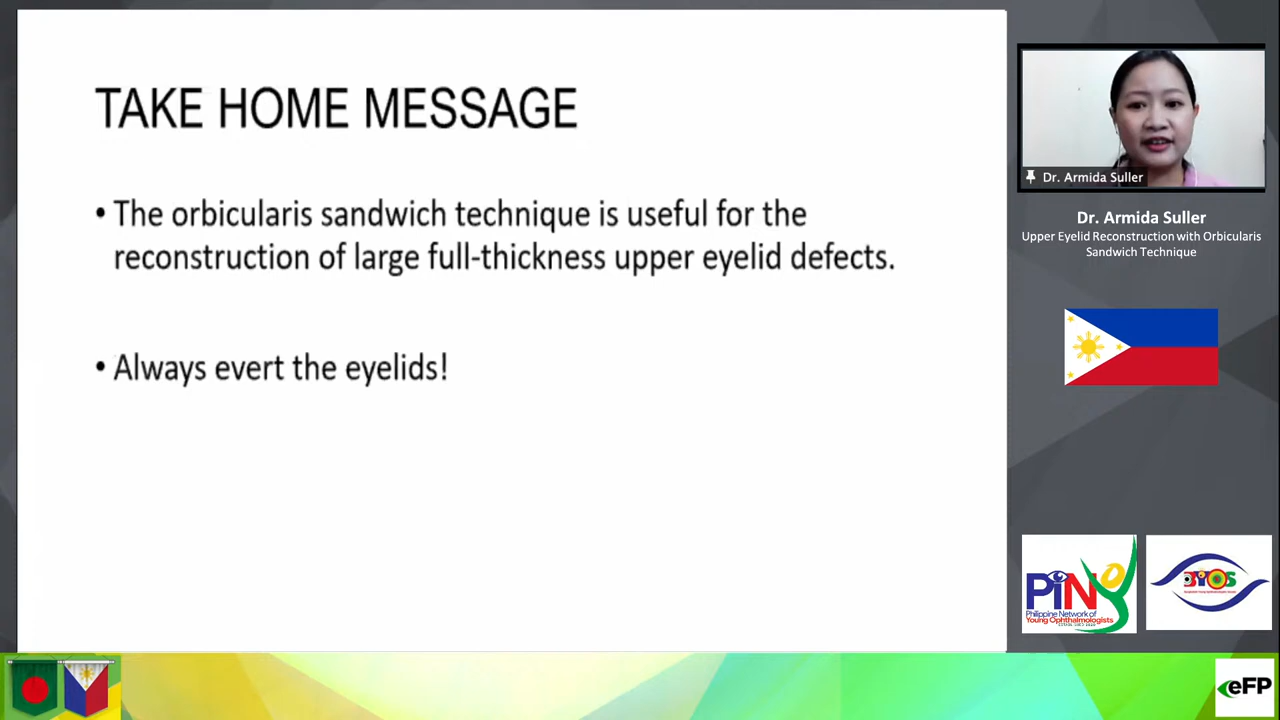 TAKE HOME MESSAGE
• The orbicularis sandwich technique is useful for the
reconstruction of large full-thickness upper eyelid defects.
• Always evert the eyelids!
Dr. Armida Suller
Dr. Armida Suller
Upper Eyelid Reconstruction with Orbicularis
Sandwich Technique
PiNY
Philippine Network of
Young Ophthalmologists
BYOS
eFP